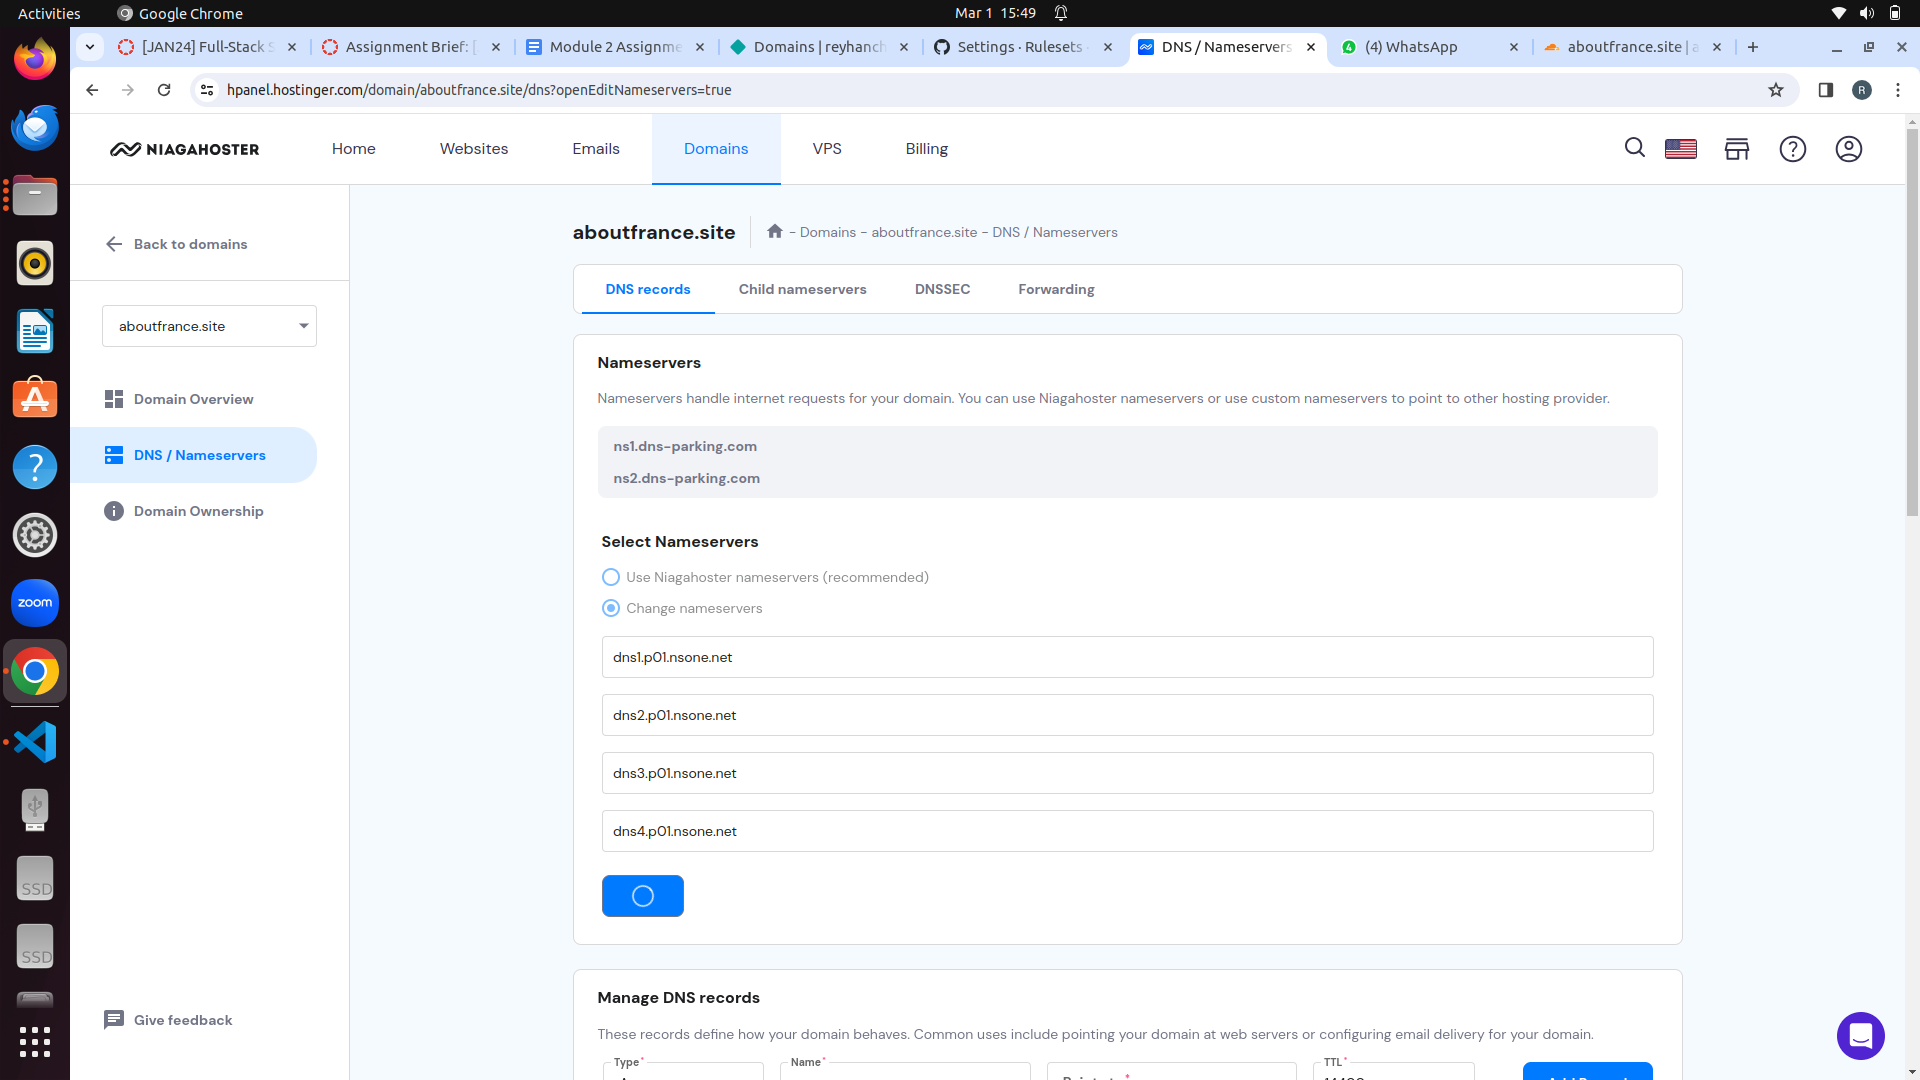 Activities
Google Chrome
Mar 1 15:49
[JAN24] Full-Stack S
Assignment Brief: [
Module 2 Assignme
Domains | reyhanch
Settings · Rulesets
DNS / Nameservers
(4) WhatsApp
aboutfrance.site | a
hpanel.hostinger.com/domain/aboutfrance.site/dns?openEditNameservers=true
R
NIAGAHOSTER
Home
Websites
Emails
Domains
VPS
Billing
Back to domains
aboutfrance.site
Domain Overview
DNS / Nameservers
Domain Ownership
Give feedback
aboutfrance.site
- Domains - aboutfrance.site - DNS / Nameservers
DNS records
Child nameservers
DNSSEC
Forwarding
Nameservers
Nameservers handle internet requests for your domain. You can use Niagahoster nameservers or use custom nameservers to point to other hosting provider.
ns1.dns-parking.com
ns2.dns-parking.com
Select Nameservers
Use Niagahoster nameservers (recommended)
Change nameservers
dns1.p01.nsone.net
dns2.p01.nsone.net
dns3.p01.nsone.net
dns4.p01.nsone.net
Manage DNS records
These records define how your domain behaves. Common uses include pointing your domain at web servers or configuring email delivery for your domain.
Type*
Name*
TTL*
zoom
SSD
SSD